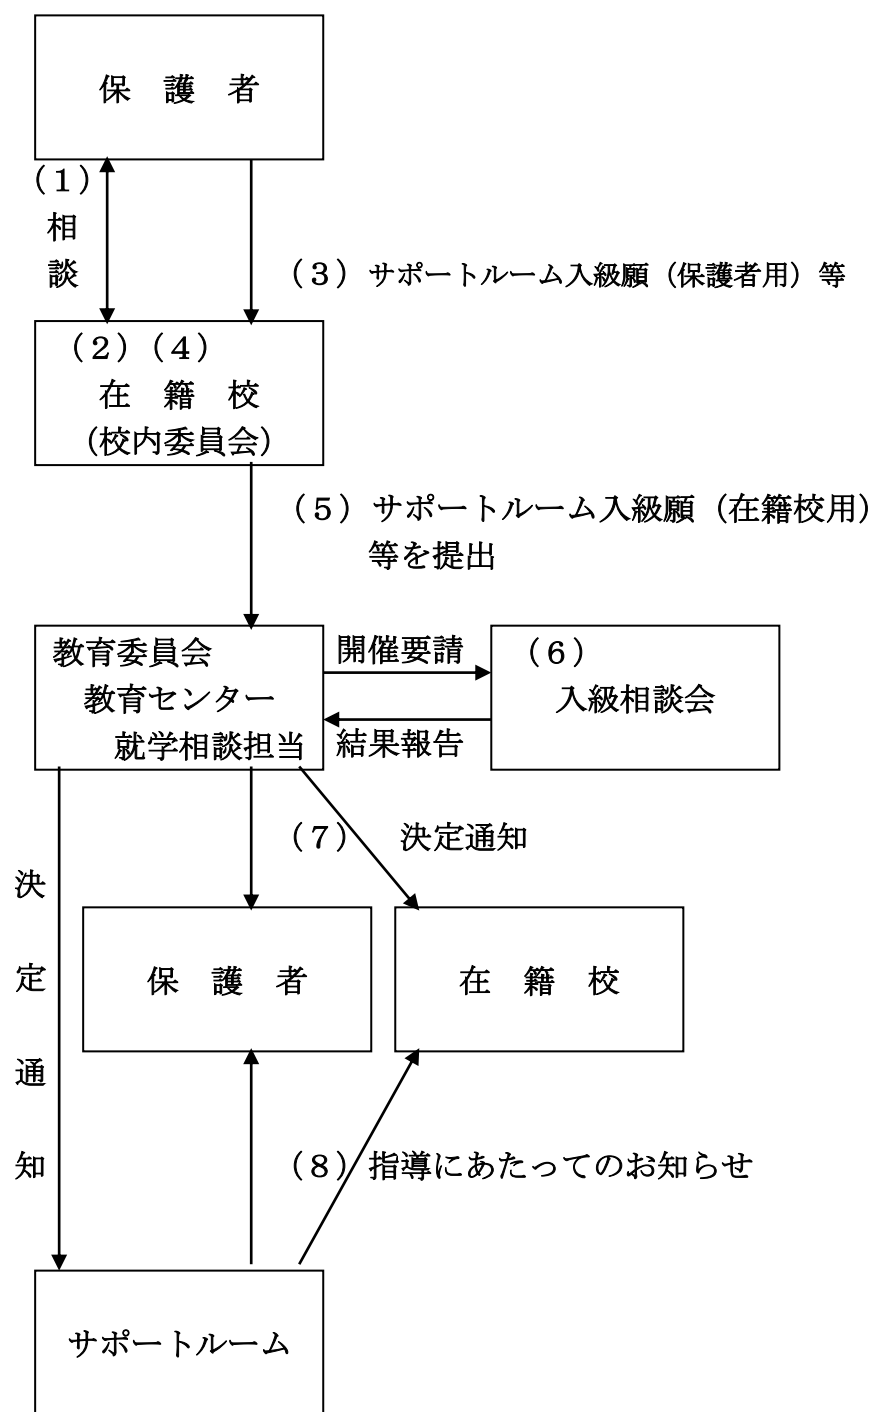 保　護　者
（１）
相
談
（３）サポートルーム入級願（保護者用）等
（２）（４）
在　籍　校
（校内委員会）
（５）サポートルーム入級願（在籍校用）
等を提出
教育委員会
教育センター
就学相談担当
開催要請
結果報告
（６）
入級相談会
（７）　決定通知
決
定
通
知
保　護　者
在　籍　校
（８）指導にあたってのお知らせ
サポートルーム